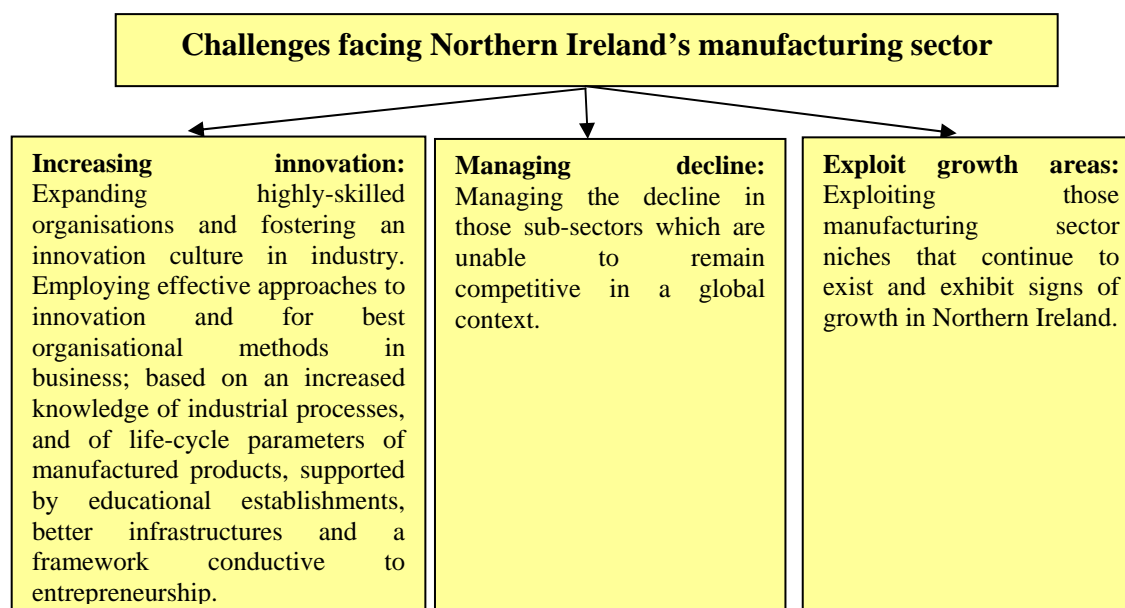 Challenges facing Northern Ireland's manufacturing sector
Increasing innovation:
Expanding highly-skilled
organisations and fostering an
innovation culture in industry.
Employing effective approaches to
innovation and for best
organisational methods in
business; based on an increased
knowledge of industrial processes,
and of life-cycle parameters of
manufactured products, supported
by educational establishments,
better infrastructures and a
framework conductive to
entrepreneurship.
Managing decline:
Managing the decline in
those sub-sectors which are
unable to remain
competitive in a global
context.
Exploit growth areas:
Exploiting those
manufacturing sector
niches that continue to
exist and exhibit signs of
growth in Northern Ireland.